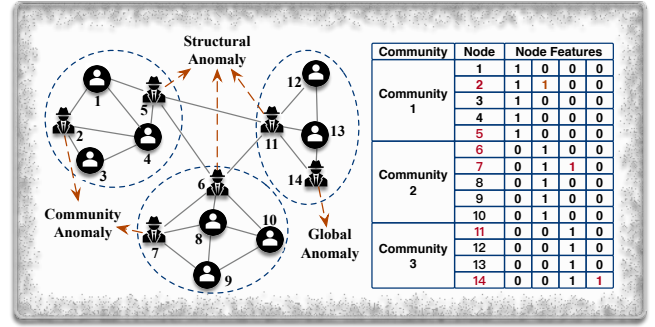 Structural
Anomaly
1
2
3
4
5
6
7
8
9
10
11
12
13
14
Community
Anomaly
Global
Anomaly
Community Node Node Features
Community 1
1 1 0 0 0
2 1 1 0 0
3 1 0 0 0
4 1 0 0 0
5 1 0 0 0
Community 2
6 0 1 0 0
7 0 1 1 0
8 0 1 0 0
9 0 1 0 0
10 0 1 0 0
Community 3
11 0 0 1 0
12 0 0 1 0
13 0 0 1 0
14 0 0 1 1